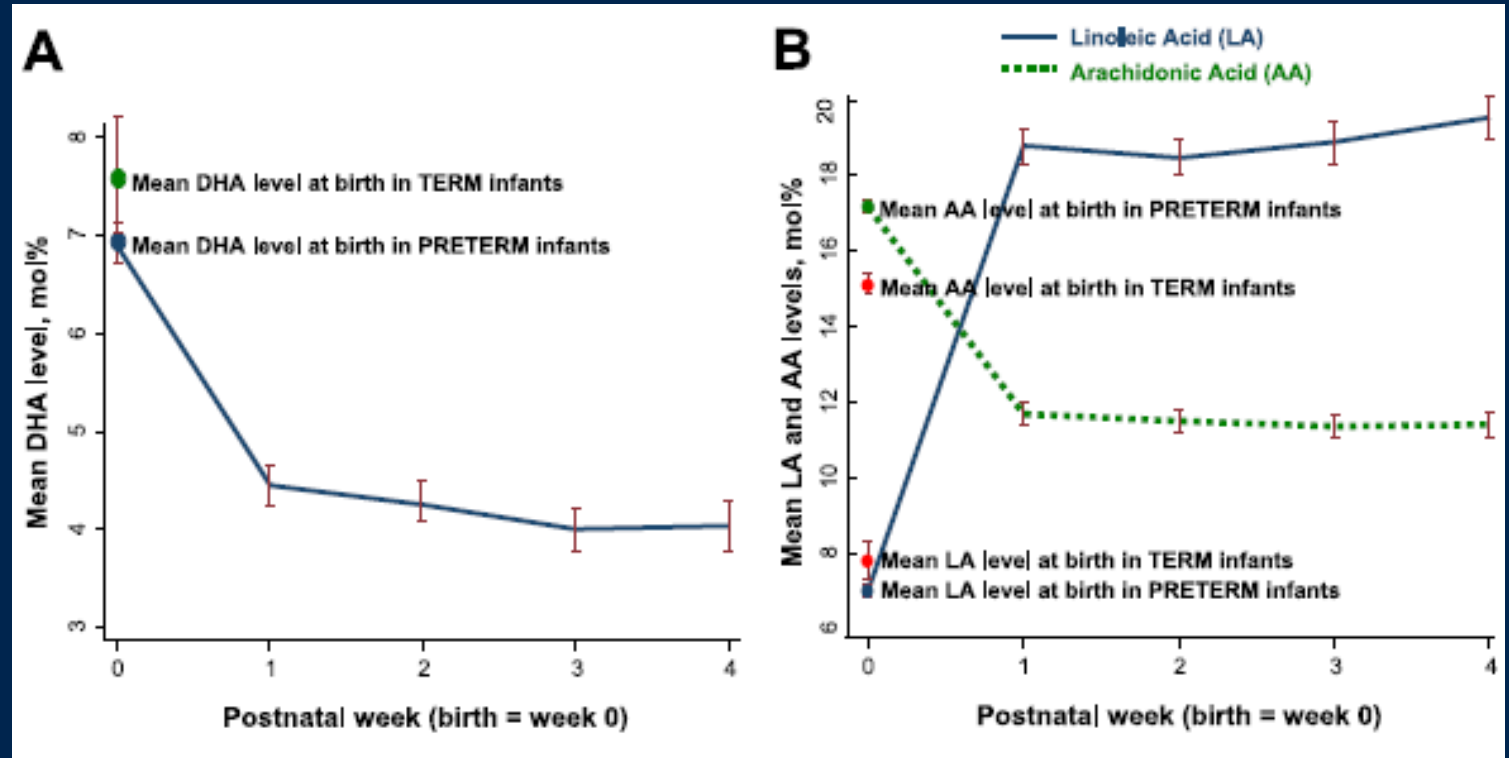 A
Mean DHA level, mol%
8
7
6
5
4
3
Mean DHA level at birth in TERM infants
Mean DHA level at birth in PRETERM infants
0 1 2 3 4
Postnatal week (birth = week 0)
B
Linoleic Acid (LA)
Arachidonic Acid (AA)
Mean LA and AA levels, mol%
20
18
16
14
12
10
8
6
Mean AA level at birth in PRETERM infants
Mean AA level at birth in TERM infants
Mean LA level at birth in TERM infants
Mean LA level at birth in PRETERM infants
0 1 2 3 4
Postnatal week (birth = week 0)